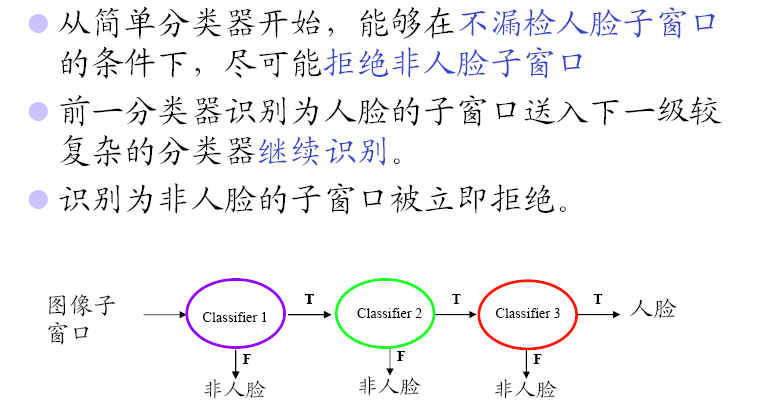 从简单分类器开始，能够在不漏检人脸子窗口
的条件下，尽可能拒绝非人脸子窗口
前一分类器识别为人脸的子窗口送入下一级较
复杂的分类器继续识别。
识别为非人脸的子窗口被立即拒绝。
图像子
窗口
Classifier 1
T
Classifier 2
T
Classifier 3
T
人脸
F
F
F
非人脸
非人脸
非人脸